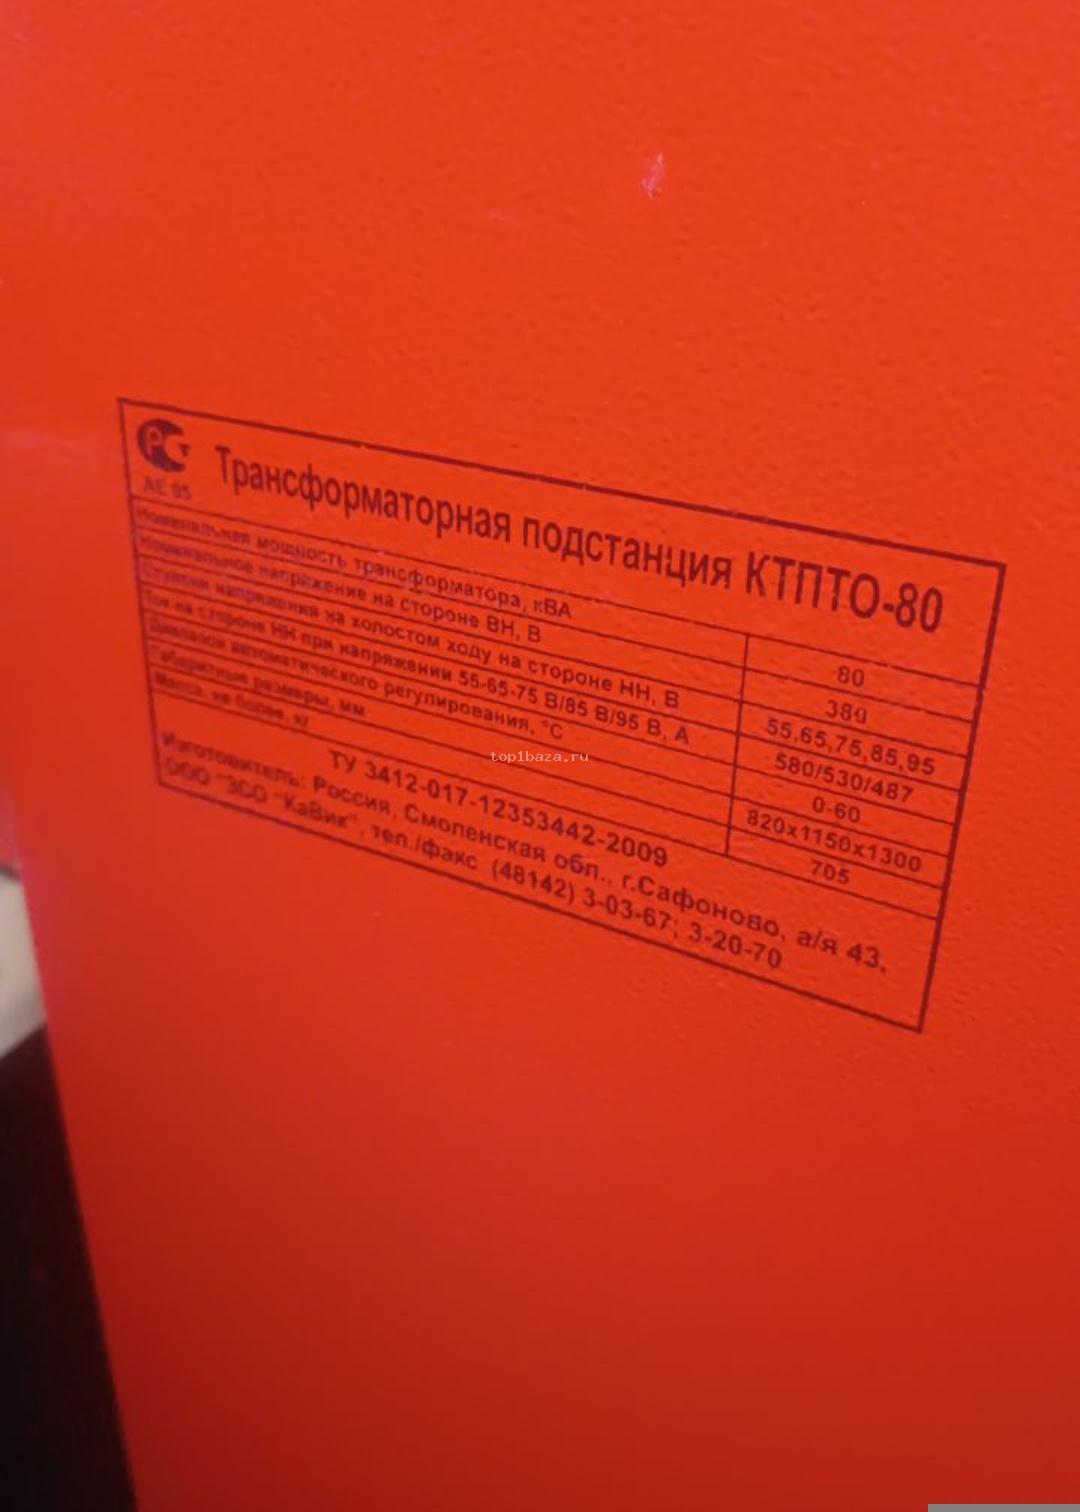 РСТ
АЕ 95
Трансформаторная подстанция КТПТО-80
Номинальная мощность трансформатора, кВА 80
Номинальное напряжение на стороне ВН, В 380
Ступени напряжения на холостом ходу на стороне НН, В 55,65,75,85,95
Ток на стороне НН при напряжении 55-65-75 В/85 В/95 В, А 580/530/487
Диапазон автоматического регулирования, °С 0-60
Габаритные размеры, мм 820х1150х1300
Масса, не более, кг 705
ТУ 3412-017-12353442-2009
Изготовитель: Россия, Смоленская обл., г.Сафоново, а/я 43,
ООО "ЗСО "КаВик", тел./факс (48142) 3-03-67; 3-20-70
top1baza.ru